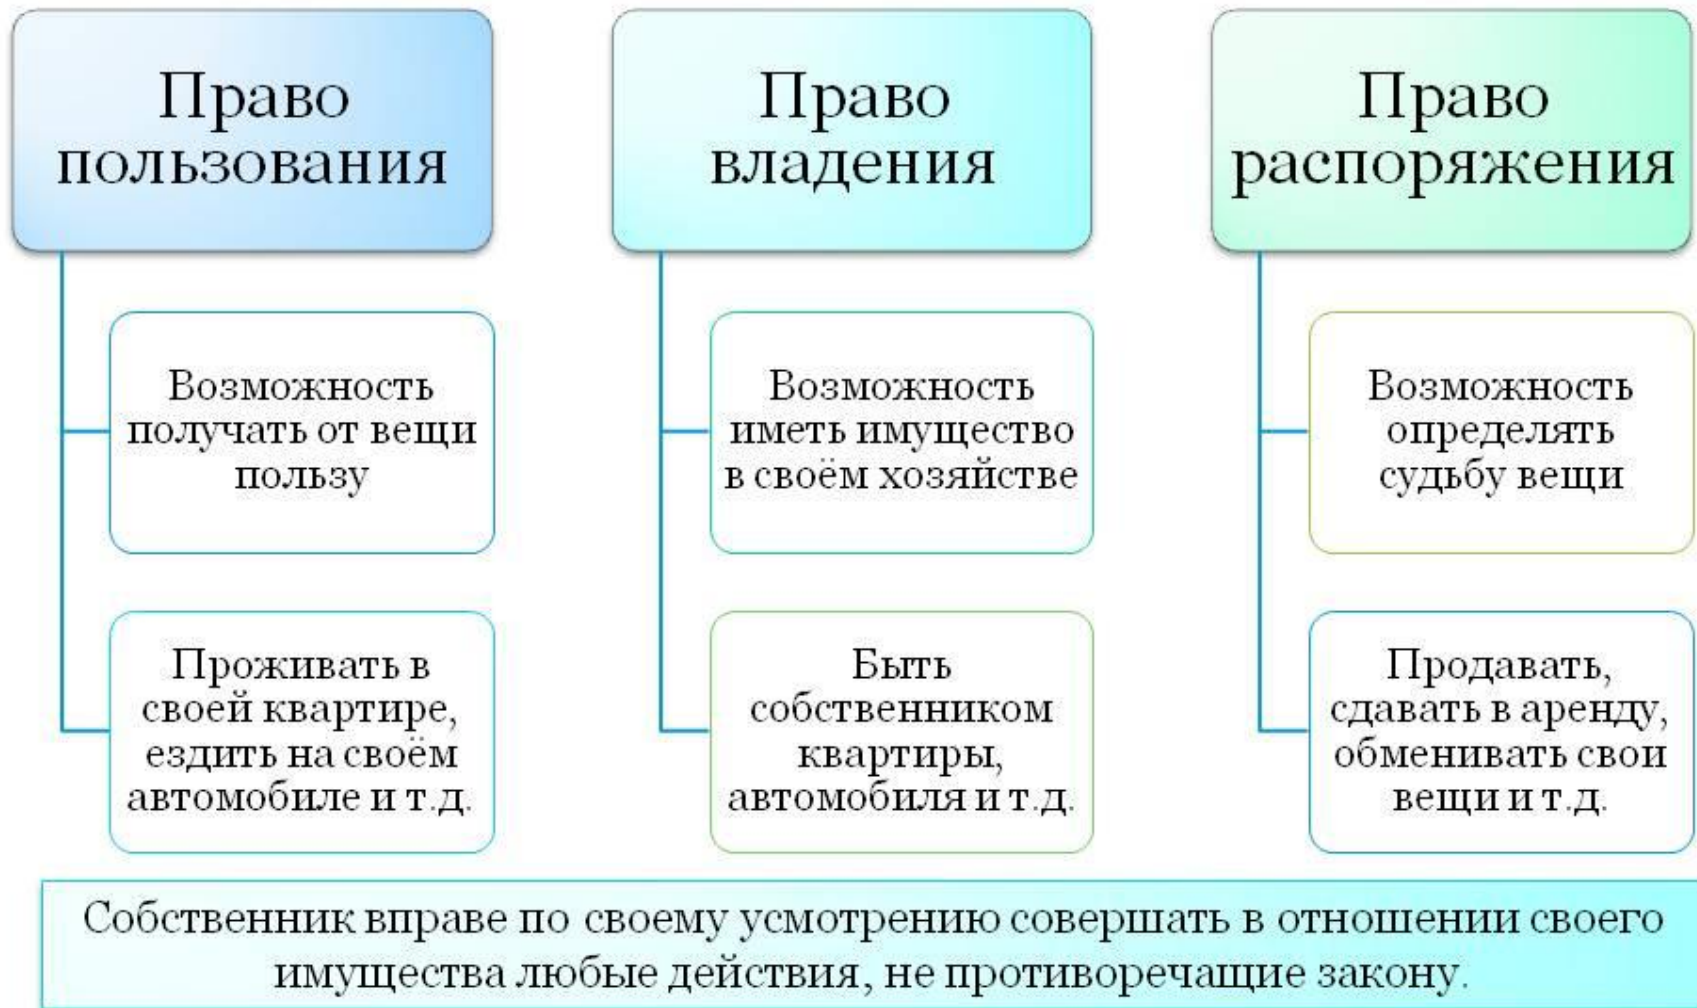 Право
пользования
Возможность
получать от вещи
пользу
Проживать в
своей квартире,
ездить на своём
автомобиле и т.д.
Право
владения
Возможность
иметь имущество
в своём хозяйстве
Быть
собственником
квартиры,
автомобиля и т.д.
Право
распоряжения
Возможность
определять
судьбу вещи
Продавать,
сдавать в аренду,
обменивать свои
вещи и т.д.
Собственник вправе по своему усмотрению совершать в отношении своего
имущества любые действия, не противоречащие закону.